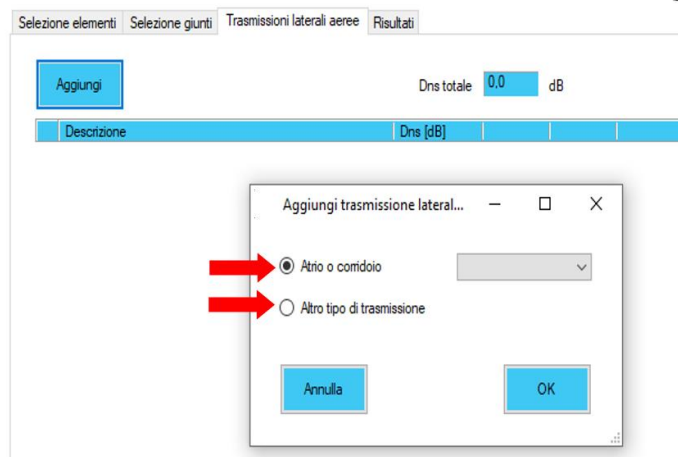 Selezione elementi Selezione giunti Trasmissioni laterali aeree Risultati
Aggiungi Dns totale 0,0 dB
Descrizione Dns [dB]
Aggiungi trasmissione lateral...
Atrio o corridoio
Altro tipo di trasmissione
Annulla OK